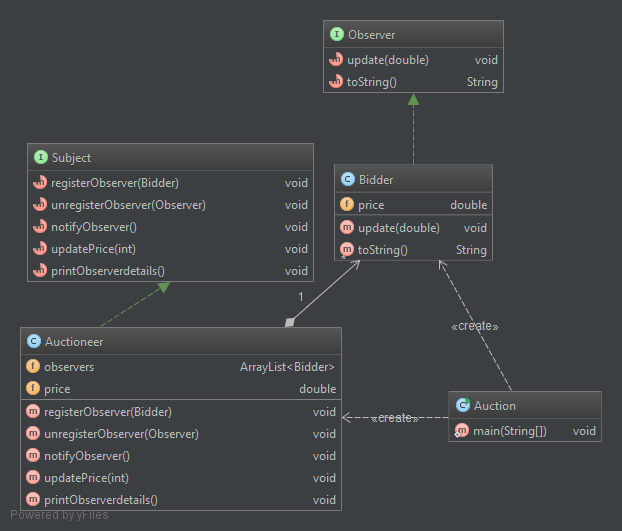 Observer
update(double) void
toString() String
Subject
registerObserver(Bidder) void
unregisterObserver(Observer) void
notifyObserver() void
updatePrice(int) void
printObserverdetails() void
Bidder
price double
update(double) void
toString() String
*
1
«create»
Auctioneer
observers ArrayList<Bidder>
price double
registerObserver(Bidder) void
unregisterObserver(Observer) void
notifyObserver() void
updatePrice(int) void
printObserverdetails() void
«create»
Auction
main(String[]) void
Powered by yFiles